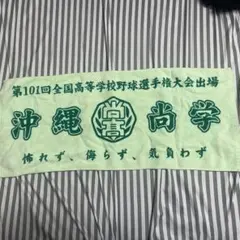 第101回全国高等学校野球選手権大会出場
沖縄 尚学
怖れず、侮らず、気負わず